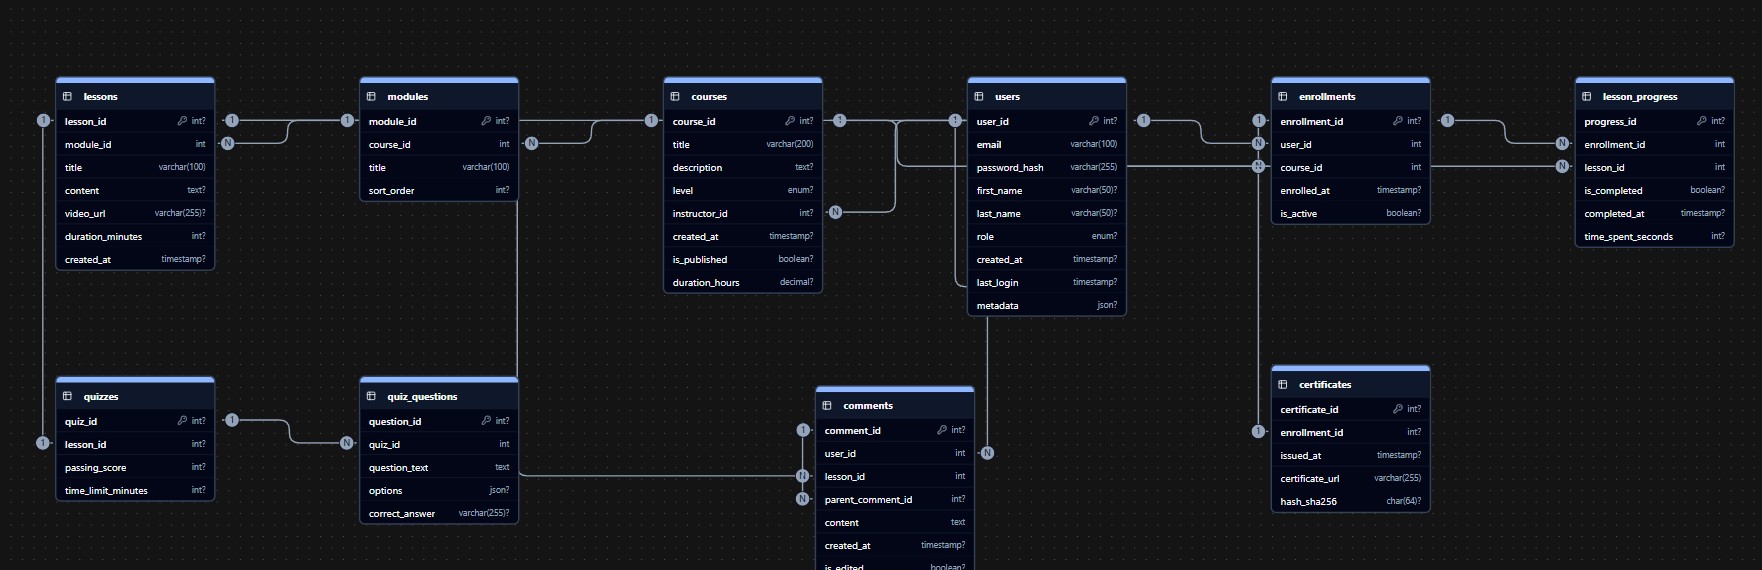 lessons
lesson_id int?
module_id int
title varchar(100)
content text?
video_url varchar(255)?
duration_minutes int?
created_at timestamp?
modules
module_id int?
course_id int
title varchar(100)
sort_order int?
courses
course_id int?
title varchar(200)
description text?
level enum?
instructor_id int?
created_at timestamp?
is_published boolean?
duration_hours decimal?
users
user_id int?
email varchar(100)
password_hash varchar(255)
first_name varchar(50)?
last_name varchar(50)?
role enum?
created_at timestamp?
last_login timestamp?
metadata json?
enrollments
enrollment_id int?
user_id int
course_id int
enrolled_at timestamp?
is_active boolean?
lesson_progress
progress_id int?
enrollment_id int
lesson_id int
is_completed boolean?
completed_at timestamp?
time_spent_seconds int?
quizzes
quiz_id int?
lesson_id int?
passing_score int?
time_limit_minutes int?
quiz_questions
question_id int?
quiz_id int
question_text text
options json?
correct_answer varchar(255)?
comments
comment_id int?
user_id int
lesson_id int
parent_comment_id int?
content text
created_at timestamp?
is_edited boolean?
certificates
certificate_id int?
enrollment_id int?
issued_at timestamp?
certificate_url varchar(255)
hash_sha256 char(64)?
1
1
1
1
1
1
1
1
1
1
1
1
1
1
N
N
N
N
N
N
N
N
N
N
N